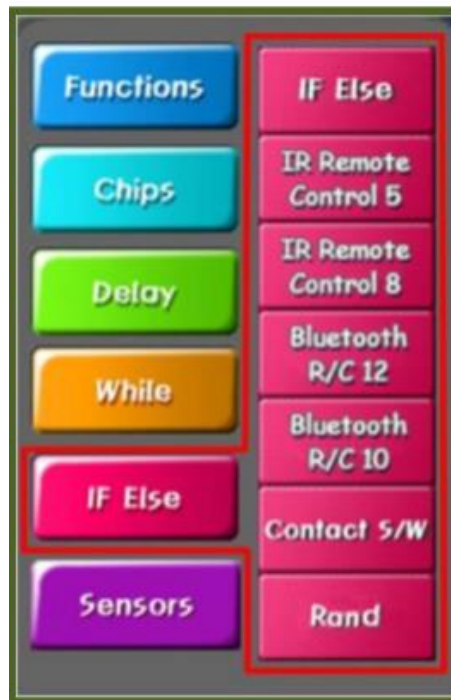 Functions
Chips
Delay
While
IF Else
Sensors
IF Else
IR Remote
Control 5
IR Remote
Control 8
Bluetooth
R/C 12
Bluetooth
R/C 10
Contact S/W
Rand